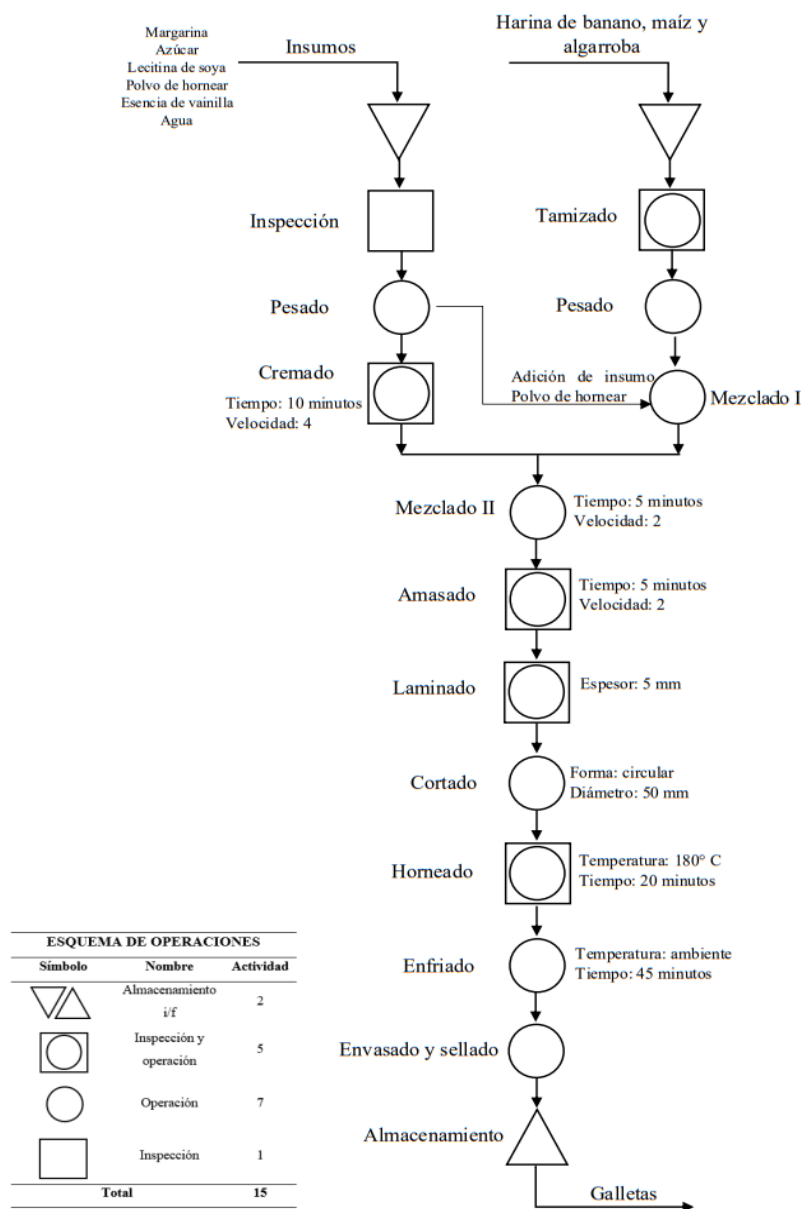 Margarina
Azúcar
Lecitina de soya
Polvo de hornear
Esencia de vainilla
Agua
Insumos
Harina de banano, maíz y
algarroba
Inspección
Tamizado
Pesado
Pesado
Cremado
Tiempo: 10 minutos
Velocidad: 4
Adición de insumo
Polvo de hornear
Mezclado I
Mezclado II
Tiempo: 5 minutos
Velocidad: 2
Amasado
Tiempo: 5 minutos
Velocidad: 2
Laminado
Espesor: 5 mm
Cortado
Forma: circular
Diámetro: 50 mm
Horneado
Temperatura: 180° C
Tiempo: 20 minutos
Enfriado
Temperatura: ambiente
Tiempo: 45 minutos
Envasado y sellado
Almacenamiento
Galletas
ESQUEMA DE OPERACIONES
Símbolo Nombre Actividad
Almacenamiento
i/f
2
Inspección y
operación
5
Operación 7
Inspección 1
Total 15